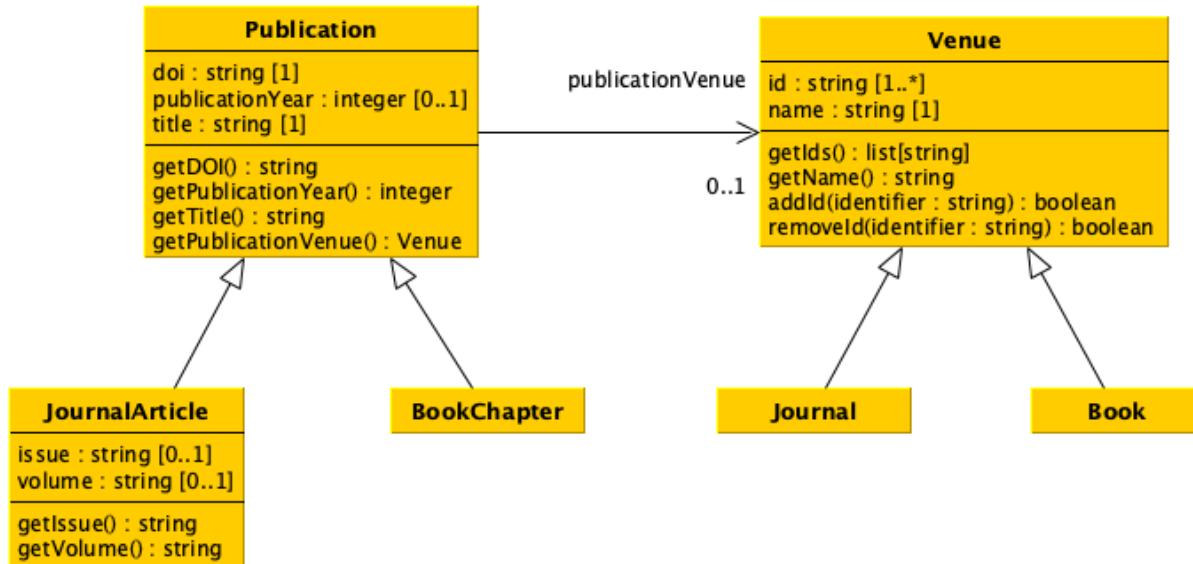 Publication
doi : string [1]
publicationYear : integer [0..1]
title : string [1]
getDOI() : string
getPublicationYear() : integer
getTitle() : string
getPublicationVenue() : Venue
publicationVenue
0..1
Venue
id : string [1..*]
name : string [1]
getIds() : list[string]
getName() : string
addId(identifier : string) : boolean
removeId(identifier : string) : boolean
JournalArticle
issue : string [0..1]
volume : string [0..1]
getIssue() : string
getVolume() : string
BookChapter
Journal
Book